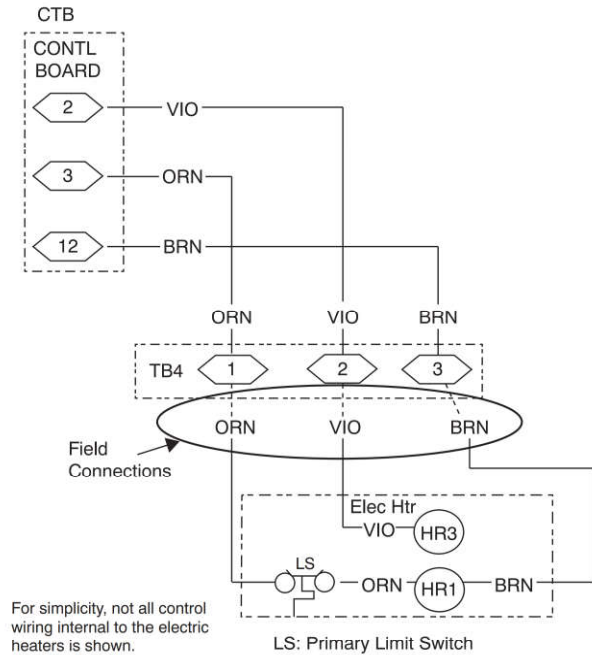 CTB
CONTL
BOARD
2 VIO
3 ORN
12 BRN
ORN VIO BRN
TB4 1 2 3
ORN VIO BRN
Field
Connections
Elec Htr
VIO HR3
LS
ORN HR1 BRN
For simplicity, not all control
wiring internal to the electric
heaters is shown.
LS: Primary Limit Switch